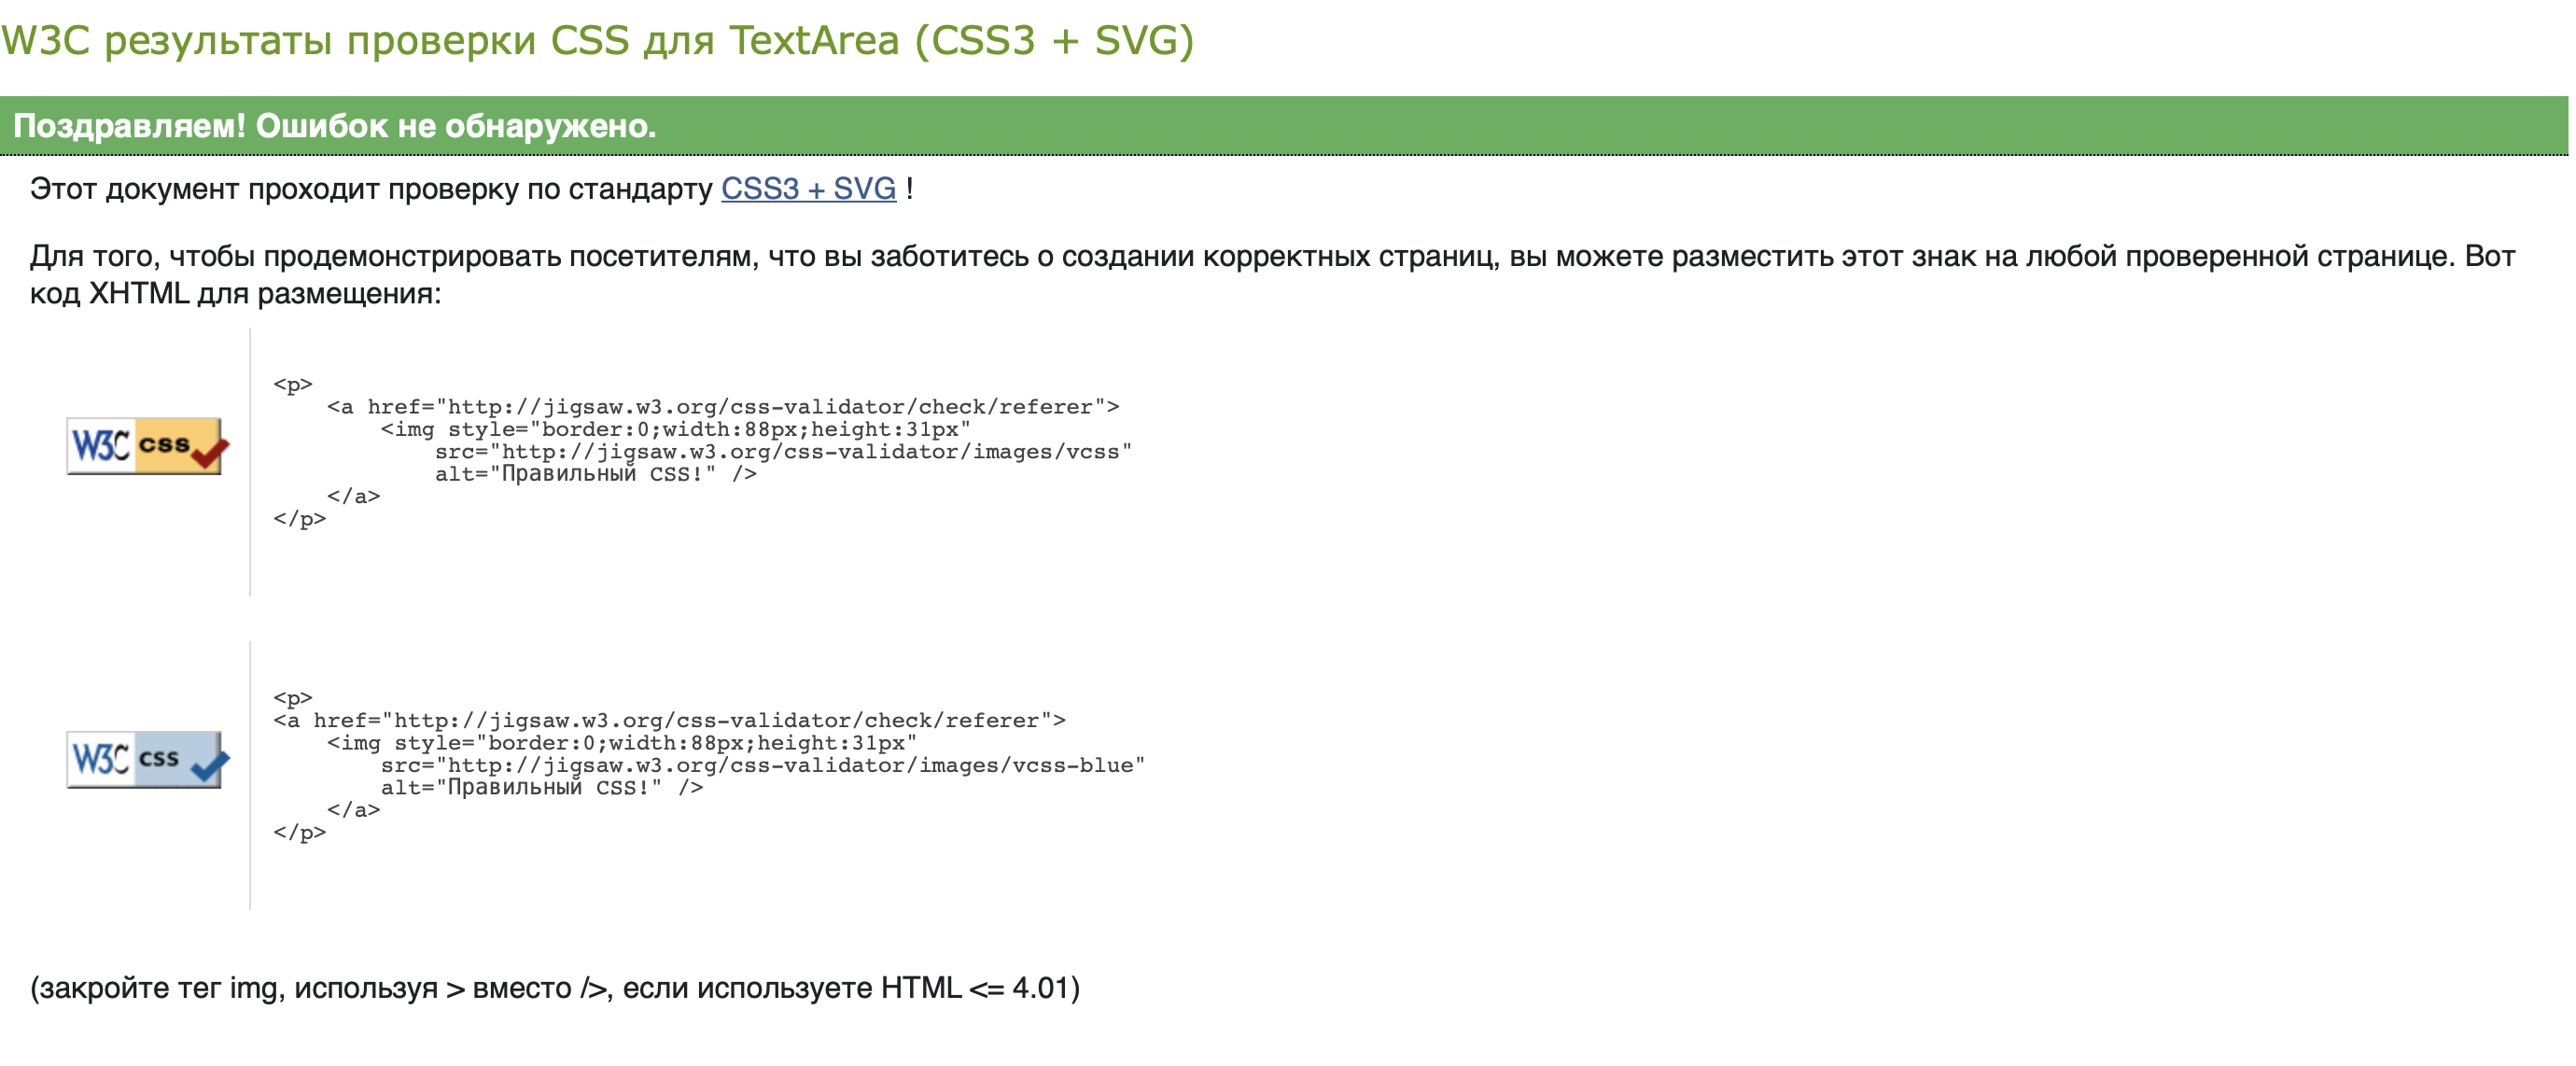 W3C результаты проверки CSS для TextArea (CSS3 + SVG)
Поздравляем! Ошибок не обнаружено.
Этот документ проходит проверку по стандарту CSS3 + SVG !
Для того, чтобы продемонстрировать посетителям, что вы заботитесь о создании корректных страниц, вы можете разместить этот знак на любой проверенной странице. Вот
код XHTML для размещения:
W3C css
<p>
    <a href="http://jigsaw.w3.org/css-validator/check/referer">
        <img style="border:0;width:88px;height:31px"
            src="http://jigsaw.w3.org/css-validator/images/vcss"
            alt="Правильный CSS!" />
    </a>
</p>
W3C css
<p>
<a href="http://jigsaw.w3.org/css-validator/check/referer">
    <img style="border:0;width:88px;height:31px"
        src="http://jigsaw.w3.org/css-validator/images/vcss-blue"
        alt="Правильный CSS!" />
    </a>
</p>
(закройте тег img, используя > вместо />, если используете HTML <= 4.01)